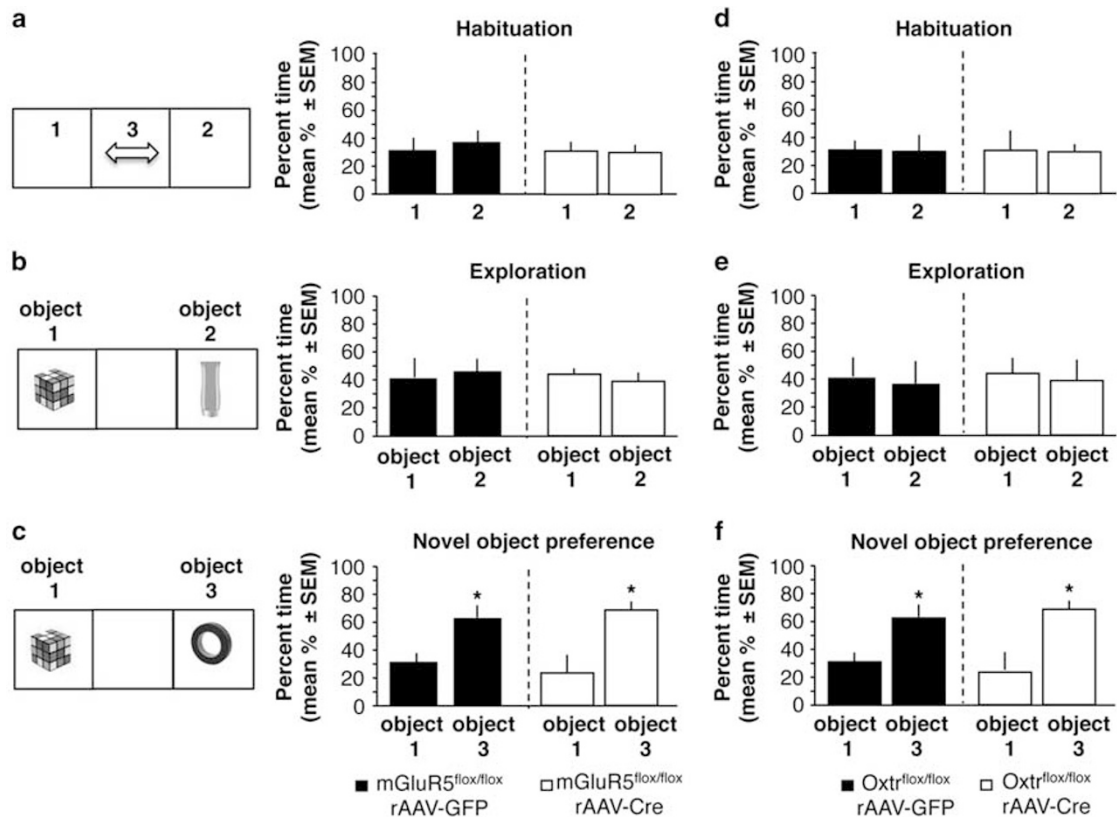 a
Habituation
1 3 2
Percent time
(mean % ± SEM)
100
80
60
40
20
0
1 2 1 2
d
Habituation
Percent time
(mean % ± SEM)
100
80
60
40
20
0
1 2 1 2
b
object
1
object
2
Exploration
Percent time
(mean % ± SEM)
100
80
60
40
20
0
object object object object
1 2 1 2
e
Exploration
Percent time
(mean % ± SEM)
100
80
60
40
20
0
object object object object
1 2 1 2
c
object
1
object
3
Novel object preference
Percent time
(mean % ± SEM)
100
80
60
40
20
0
* *
object object object object
1 3 1 3
mGluR5flox/flox
rAAV-GFP
mGluR5flox/flox
rAAV-Cre
f
Novel object preference
Percent time
(mean % ± SEM)
100
80
60
40
20
0
* *
object object object object
1 3 1 3
Oxtrflox/flox
rAAV-GFP
Oxtrflox/flox
rAAV-Cre